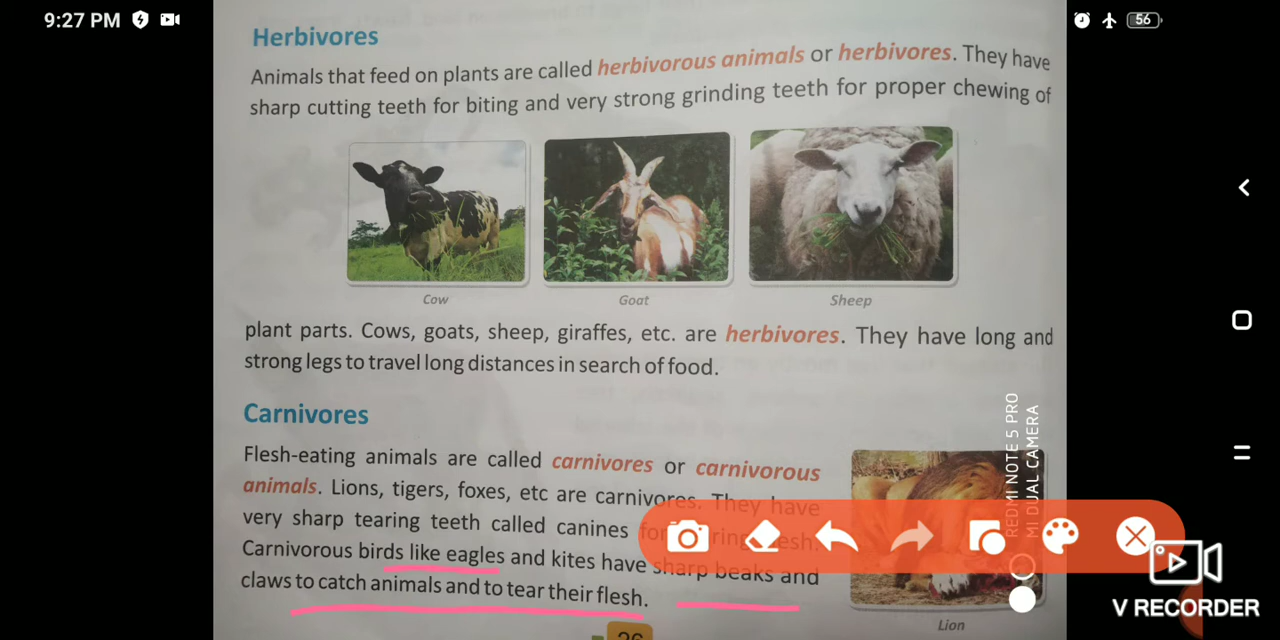 9:27 PM
56
Herbivores
Animals that feed on plants are called herbivorous animals or herbivores. They have
sharp cutting teeth for biting and very strong grinding teeth for proper chewing of
Cow
Goat
Sheep
plant parts. Cows, goats, sheep, giraffes, etc. are herbivores. They have long and
strong legs to travel long distances in search of food.
Carnivores
Flesh-eating animals are called carnivores or carnivorous
animals. Lions, tigers, foxes, etc are carnivores. They have
very sharp tearing teeth called canines for tearing flesh.
Carnivorous birds like eagles and kites have sharp beaks and
claws to catch animals and to tear their flesh.
Lion
REDMI NOTE 5 PRO
MI DUAL CAMERA
V RECORDER